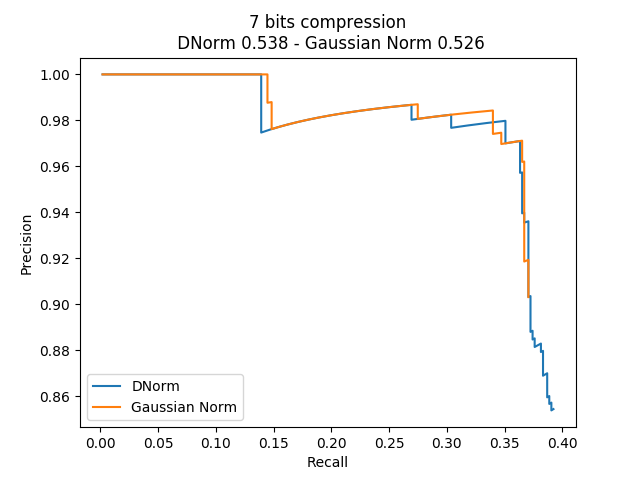 7 bits compression
DNorm 0.538 - Gaussian Norm 0.526
1.00
0.98
0.96
0.94
0.92
0.90
0.88
0.86
Precision
DNorm
Gaussian Norm
0.00 0.05 0.10 0.15 0.20 0.25 0.30 0.35 0.40
Recall